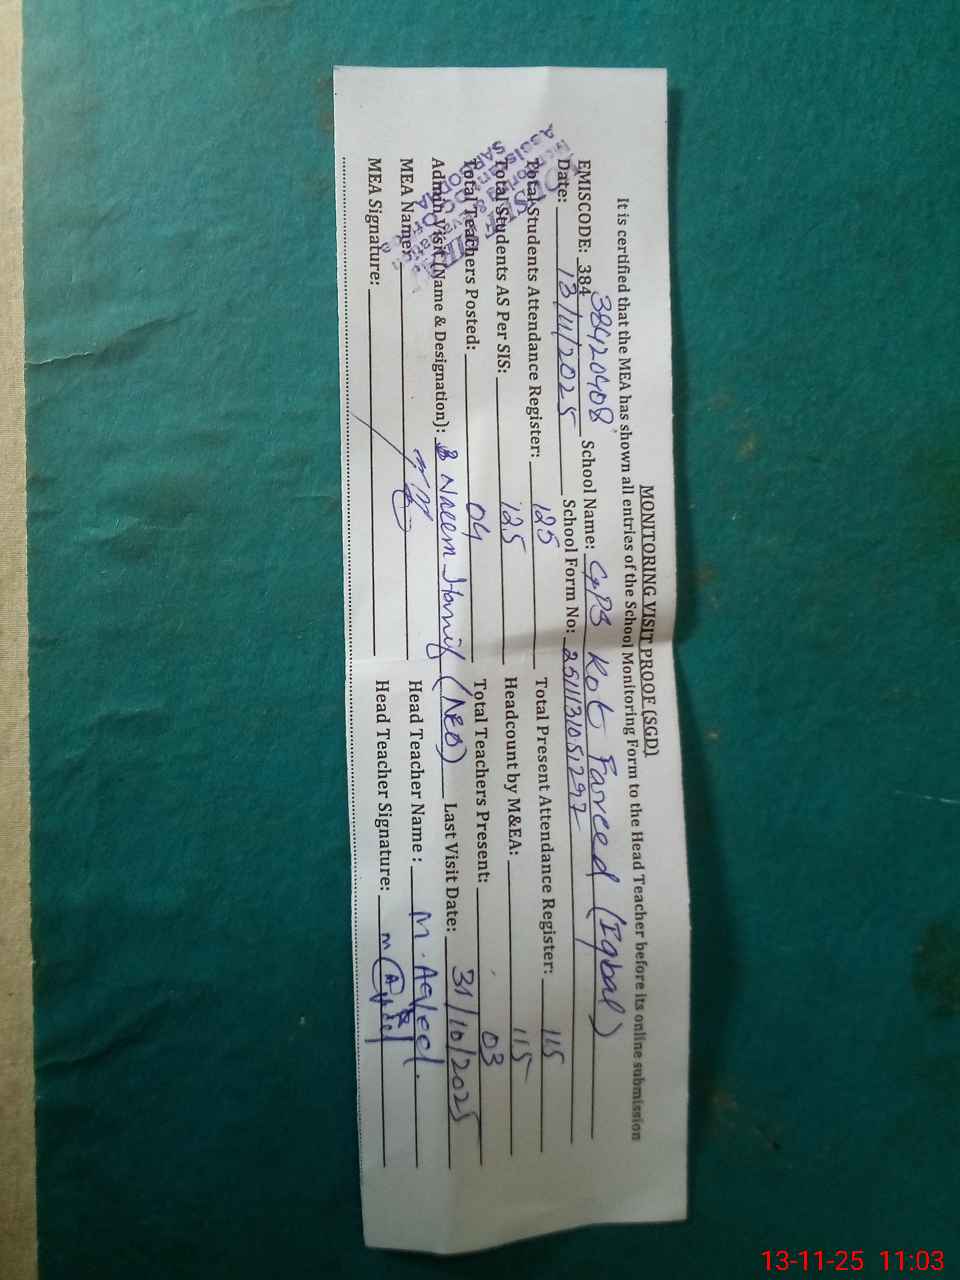 MONITORING VISIT PROOF (SGD)
It is certified that the MEA has shown all entries of the School Monitoring Form to the Head Teacher before its online submission
EMISCODE: 384 38420408 School Name: GPS Kot Fareed (Iqbal)
Date: 13/11/2025 School Form No: 2511131051297
Total Students Attendance Register: 125 Total Present Attendance Register: 115
Total Students AS Per SIS: 125 Headcount by M&EA: 115
Total Teachers Posted: 04 Total Teachers Present: 03
Admin Visit (Name & Designation): Naeem Hanif (AEO) Last Visit Date: 31/10/2025
MEA Name: Head Teacher Name : M. Aqeel.
MEA Signature: Head Teacher Signature:
13-11-25 11:03